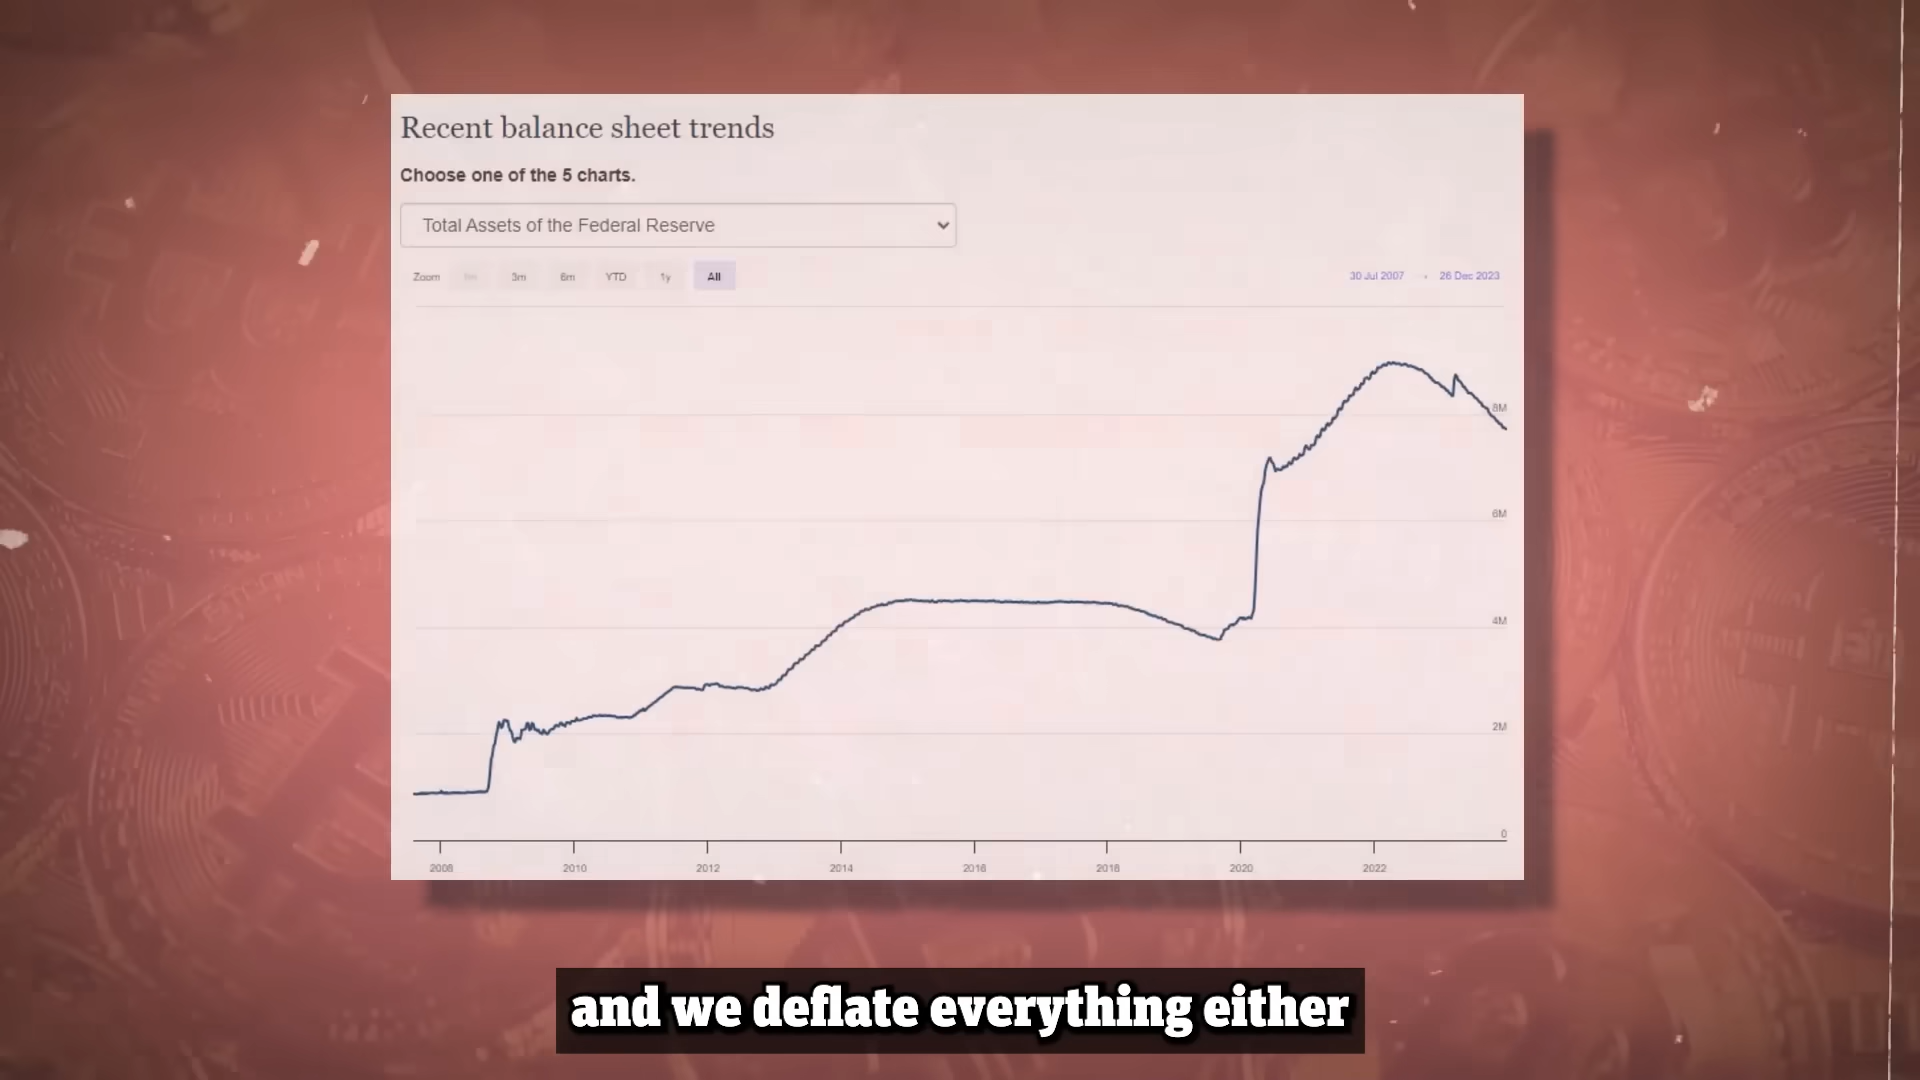 Recent balance sheet trends
Choose one of the 5 charts.
Total Assets of the Federal Reserve
Zoom 3m 6m YTD 1y All
30 Jul 2007 → 26 Dec 2023
8M
6M
4M
2M
0
2008 2010 2012 2014 2016 2018 2020 2022
and we deflate everything either